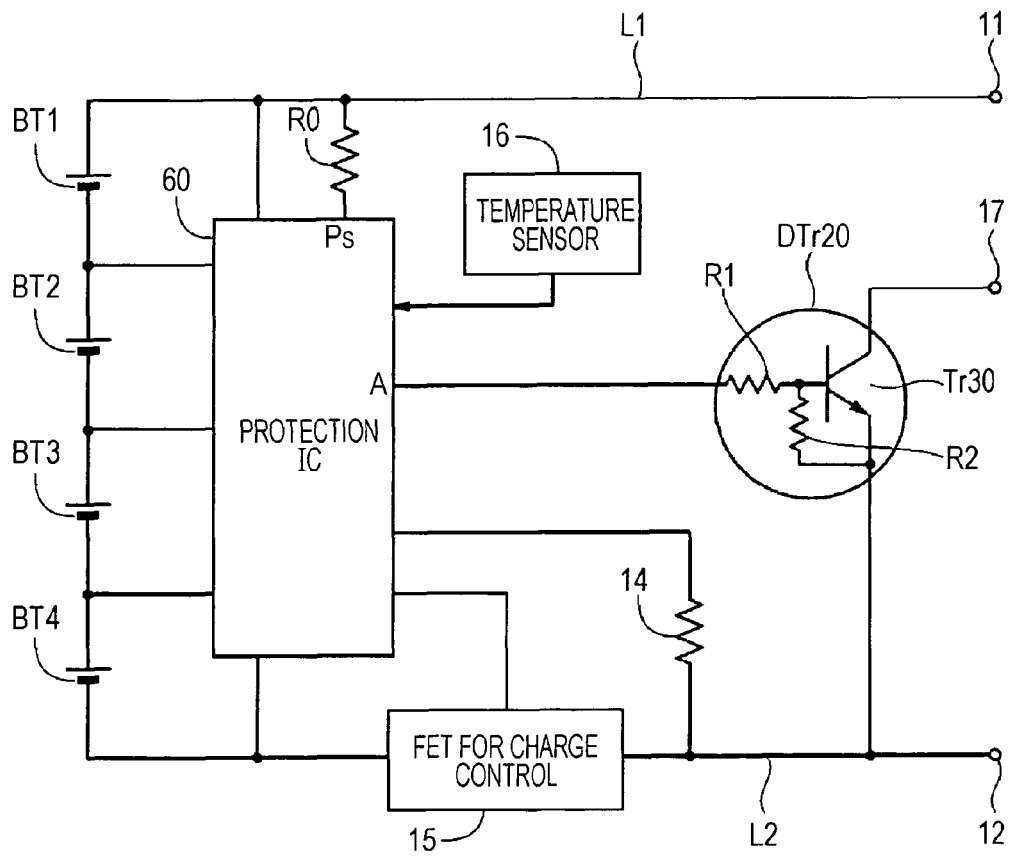 L1
11
BT1
R0
16
60
TEMPERATURE
SENSOR
Ps
DTr20
17
BT2
R1
A
Tr30
PROTECTION
IC
R2
BT3
14
BT4
FET FOR CHARGE
CONTROL
15
L2
12